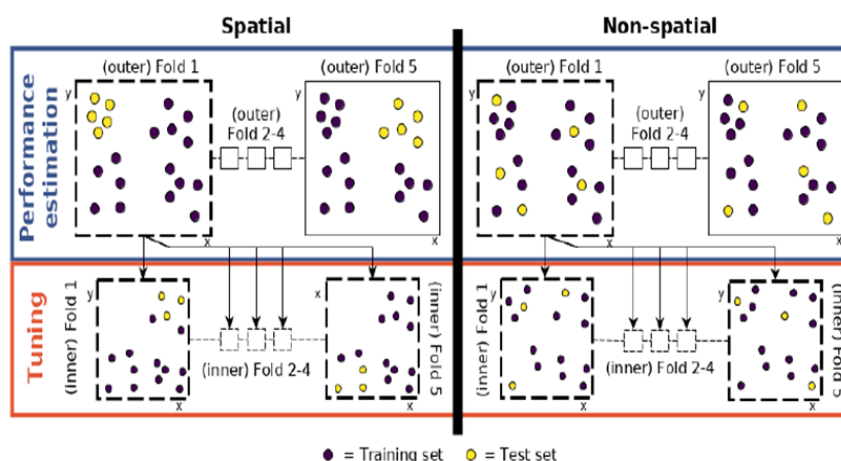 Spatial
Non-spatial
Performance
estimation
(outer) Fold 1
(outer)
Fold 2-4
(outer) Fold 5
y
x
y
x
(outer) Fold 1
(outer)
Fold 2-4
(outer) Fold 5
y
x
y
x
Tuning
(inner) Fold 1
y
x
(inner) Fold 2-4
x
x
(inner) Fold 5
(inner) Fold 1
y
x
(inner) Fold 2-4
y
x
(inner) Fold 5
= Training set
= Test set